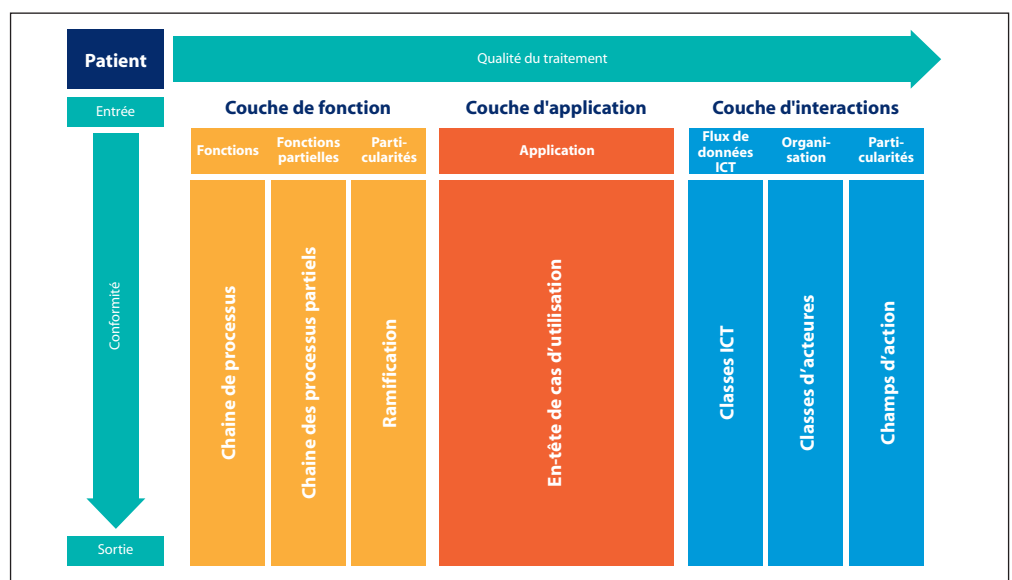 Patient
Qualité du traitement
Entrée
Couche de fonction
Couche d'application
Couche d'interactions
Fonctions
Fonctions
partielles
Parti-
cularités
Application
Flux de
données
ICT
Organi-
sation
Parti-
cularités
Conformité
Chaine de processus
Chaine des processus partiels
Ramification
En-tête de cas d’utilisation
Classes ICT
Classes d’acteures
Champs d’action
Sortie